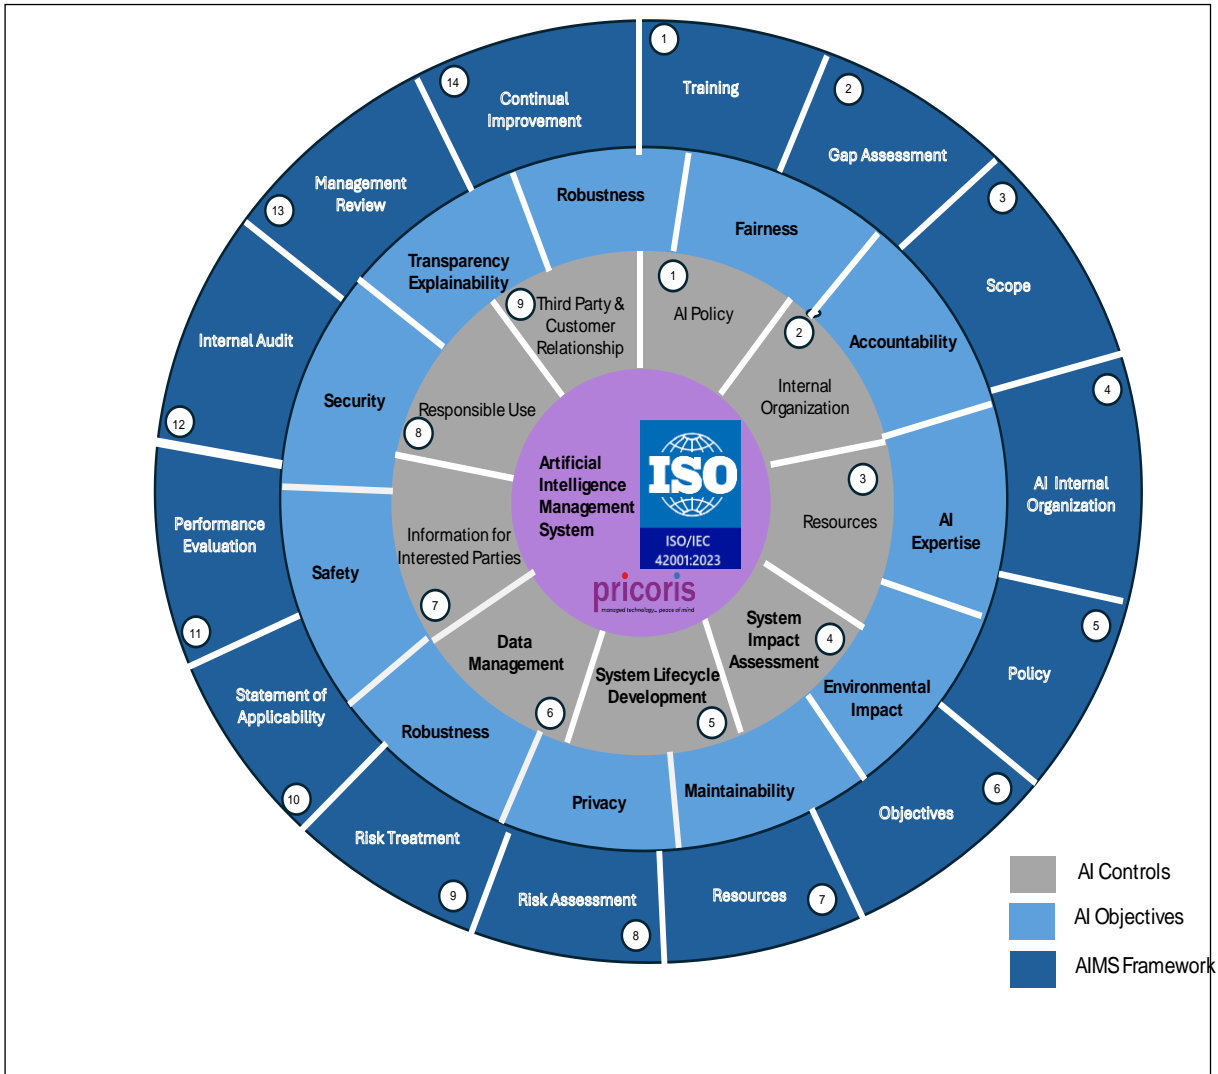 1
Training
2
Gap Assessment
3
Scope
4
AI Internal
Organization
5
Policy
6
Objectives
7
Resources
8
Risk Assessment
9
Risk Treatment
10
Statement of
Applicability
11
Performance
Evaluation
12
Internal Audit
13
Management
Review
14
Continual
Improvement
Robustness
Fairness
Accountability
AI
Expertise
Environmental
Impact
Maintainability
Privacy
Robustness
Safety
Security
Transparency
Explainability
1
AI Policy
2
Internal
Organization
3
Resources
4
System
Impact
Assessment
5
System Lifecycle
Development
6
Data
Management
7
Information for
Interested Parties
8
Responsible Use
9
Third Party &
Customer
Relationship
Artificial
Intelligence
Management
System
ISO
ISO/IEC
42001:2023
pricoris
managed technology... peace of mind
AI Controls
AI Objectives
AIMS Framework